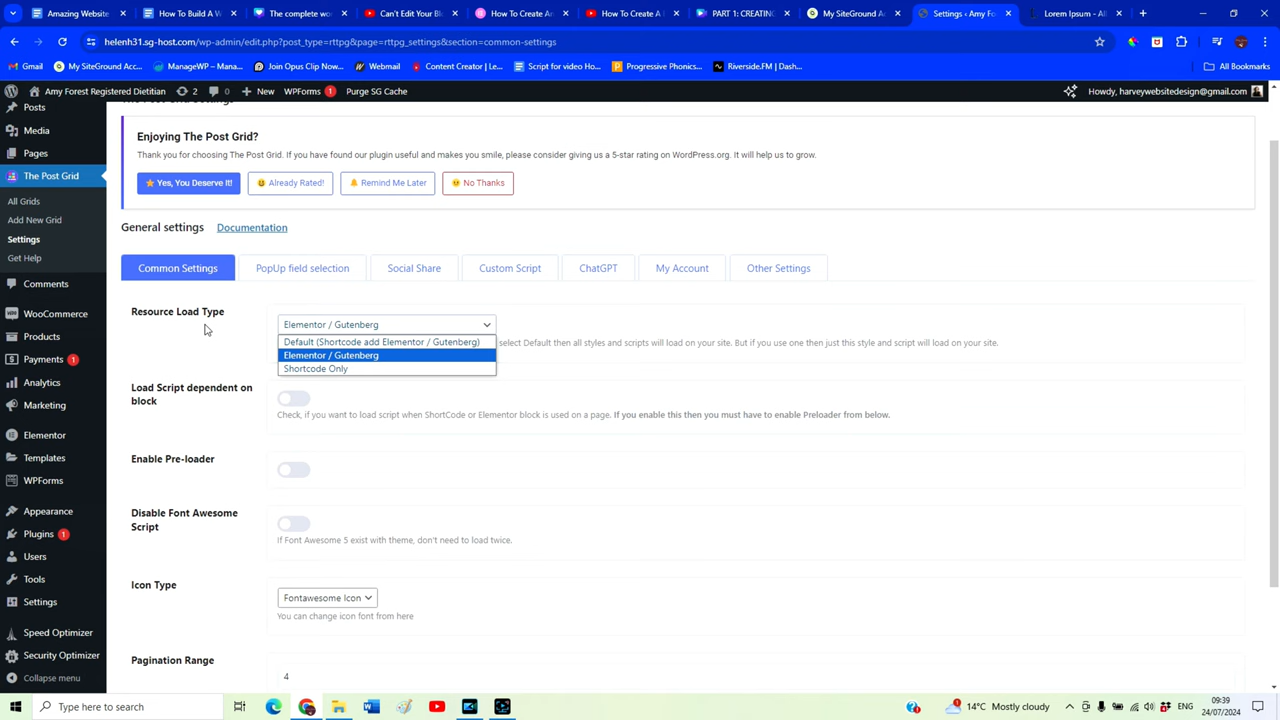 Amazing Website
How To Build A W
The complete wo
Can't Edit Your Bl
How To Create An
How To Create A
PART 1: CREATING
My SiteGround Ac
Settings ‹ Amy Fo
Lorem Ipsum - All
helenh31.sg-host.com/wp-admin/edit.php?post_type=rttpg&page=rttpg_settings&section=common-settings
Gmail
My SiteGround Acc...
ManageWP – Mana...
Join Opus Clip Now...
Webmail
Content Creator | Le...
Script for video Ho...
Progressive Phonics...
Riverside.FM | Dash...
All Bookmarks
Amy Forest Registered Dietitian
2
0
New
WPForms 1
Purge SG Cache
Howdy, harveywebsitedesign@gmail.com
Posts
Media
Pages
The Post Grid
All Grids
Add New Grid
Settings
Get Help
Comments
WooCommerce
Products
Payments 1
Analytics
Marketing
Elementor
Templates
WPForms
Appearance
Plugins 1
Users
Tools
Settings
Speed Optimizer
Security Optimizer
Collapse menu
The Post Grid Settings
Enjoying The Post Grid?
Thank you for choosing The Post Grid. If you have found our plugin useful and makes you smile, please consider giving us a 5-star rating on WordPress.org. It will help us to grow.
Yes, You Deserve It!
Already Rated!
Remind Me Later
No Thanks
General settings
Documentation
Common Settings
PopUp field selection
Social Share
Custom Script
ChatGPT
My Account
Other Settings
Resource Load Type
Elementor / Gutenberg
Default (Shortcode add Elementor / Gutenberg)
Elementor / Gutenberg
Shortcode Only
select Default then all styles and scripts will load on your site. But if you use one then just this style and script will load on your site.
Load Script dependent on
block
Check, if you want to load script when ShortCode or Elementor block is used on a page. If you enable this then you must have to enable Preloader from below.
Enable Pre-loader
Disable Font Awesome
Script
If Font Awesome 5 exist with theme, don't need to load twice.
Icon Type
Fontawesome Icon
You can change icon font from here
Pagination Range
4
Type here to search
14°C Mostly cloudy
ENG
09:39
24/07/2024